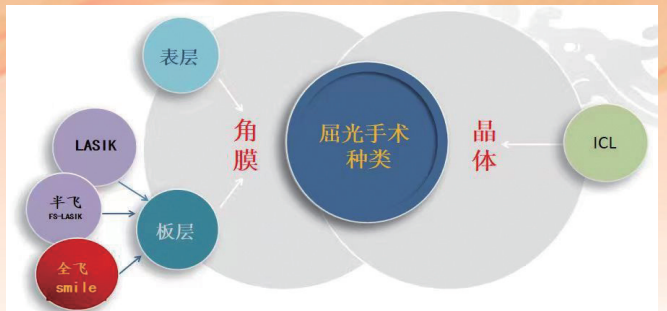 表层
LASIK
半飞
FS-LASIK
全飞
smile
板层
角
膜
屈光手术
种类
晶
体
ICL